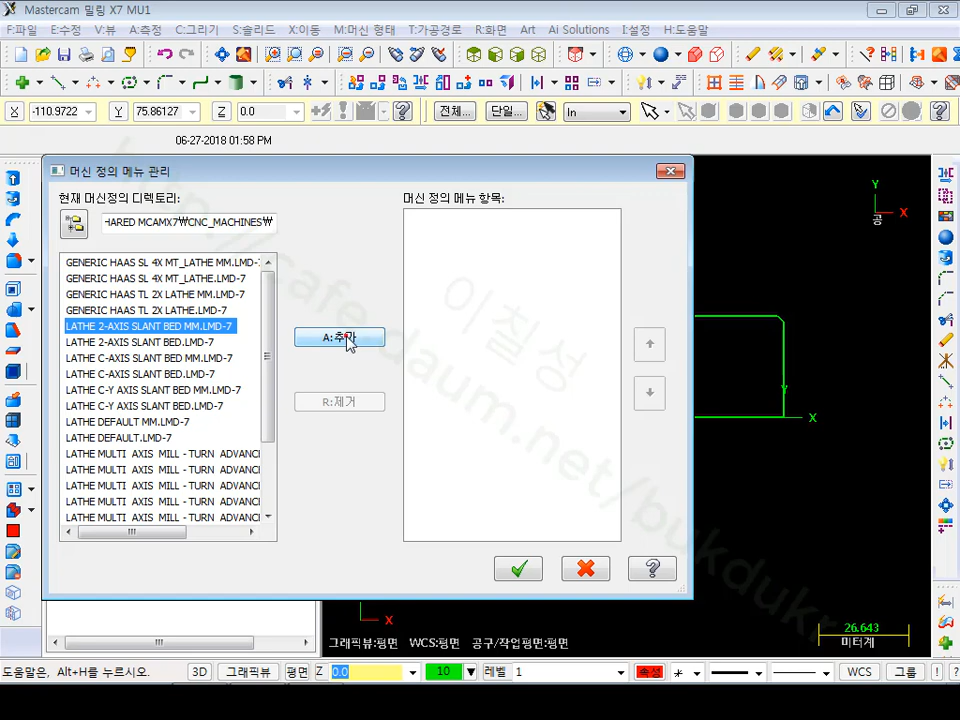 Mastercam 밀링 X7 MU1
F:파일 E:수정 V:뷰 A:측정 C:그리기 S:솔리드 X:이동 M:머신 형태 T:가공경로 R:화면 Art Ai Solutions I:설정 H:도움말
X -110.9722 Y 75.86127 Z 0.0 전체... 단일... In
06-27-2018 01:58 PM
머신 정의 메뉴 관리
현재 머신정의 디렉토리:
HARED MCAMX7₩CNC_MACHINES₩
머신 정의 메뉴 항목:
GENERIC HAAS SL 4X MT_LATHE MM.LMD-7
GENERIC HAAS SL 4X MT_LATHE.LMD-7
GENERIC HAAS TL 2X LATHE MM.LMD-7
GENERIC HAAS TL 2X LATHE.LMD-7
LATHE 2-AXIS SLANT BED MM.LMD-7
LATHE 2-AXIS SLANT BED.LMD-7
LATHE C-AXIS SLANT BED MM.LMD-7
LATHE C-AXIS SLANT BED.LMD-7
LATHE C-Y AXIS SLANT BED MM.LMD-7
LATHE C-Y AXIS SLANT BED.LMD-7
LATHE DEFAULT MM.LMD-7
LATHE DEFAULT.LMD-7
LATHE MULTI AXIS MILL - TURN ADVANCE
LATHE MULTI AXIS MILL - TURN ADVANCE
LATHE MULTI AXIS MILL - TURN ADVANCE
LATHE MULTI AXIS MILL - TURN ADVANCE
LATHE MULTI AXIS MILL - TURN ADVANCE
A:추가
R:제거
Y
X
공
Y
X
X
이철성
cafe.daum.net/bukdukr
그래픽뷰:평면 WCS:평면 공구/작업평면:평면
26.643
미터계
도움말은, Alt+H를 누르시오. 3D 그래픽뷰 평면 Z 0.0 10 레벨 1 속성 WCS 그룹 ! ?